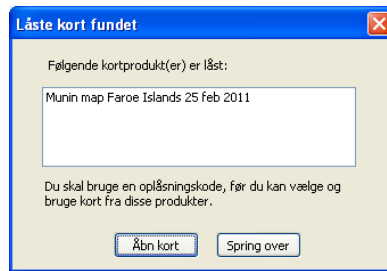 Låste kort fundet
Følgende kortprodukt(er) er låst:
Munin map Faroe Islands 25 feb 2011
Du skal bruge en oplåsningskode, før du kan vælge og
bruge kort fra disse produkter.
Åbn kort
Spring over